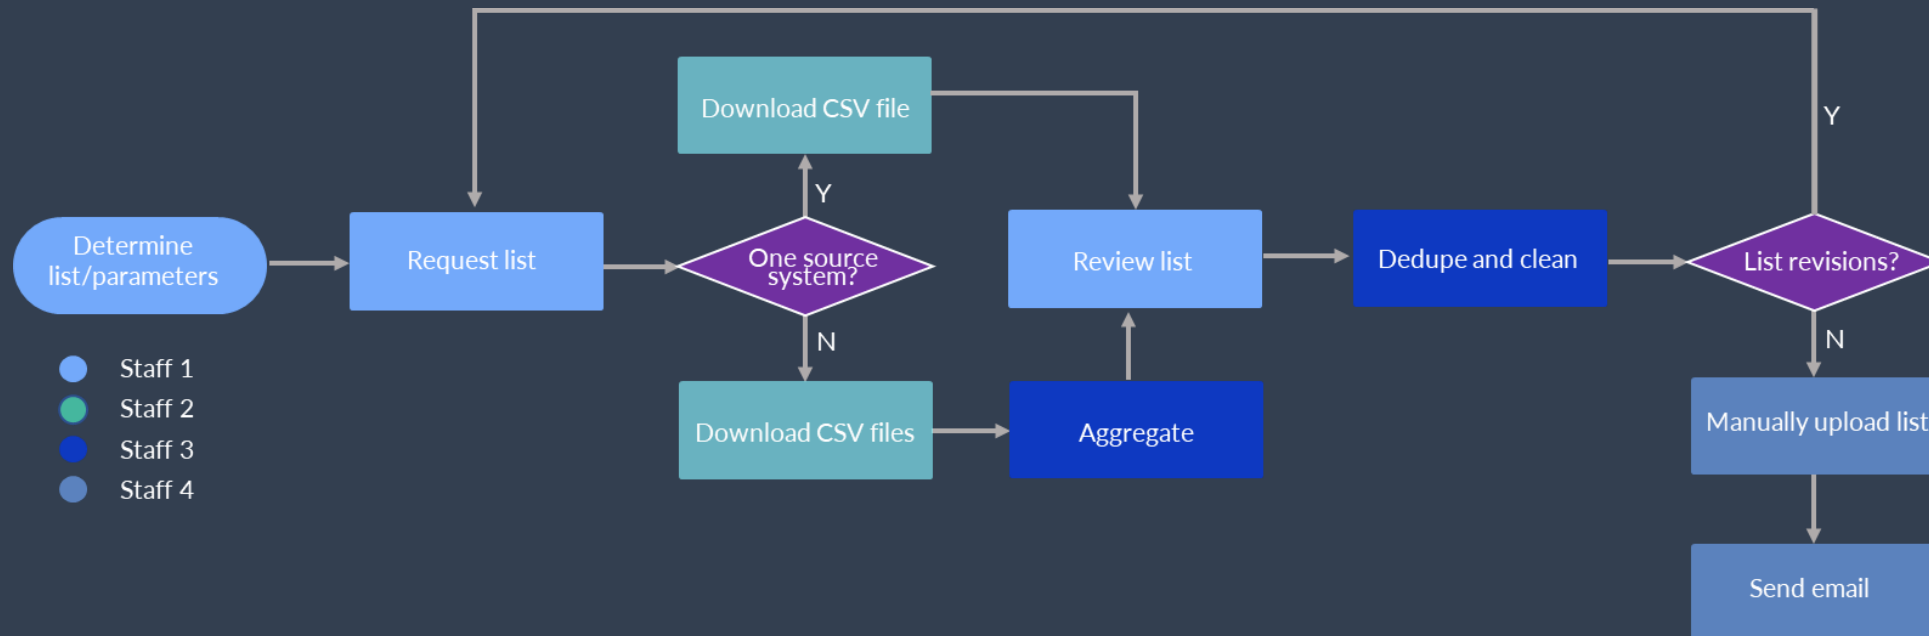 Download CSV file
Y
Y
Determine
list/parameters
Request list
One source
system?
Review list
Dedupe and clean
List revisions?
N
N
Staff 1
Staff 2
Staff 3
Staff 4
Download CSV files
Aggregate
Manually upload list
Send email